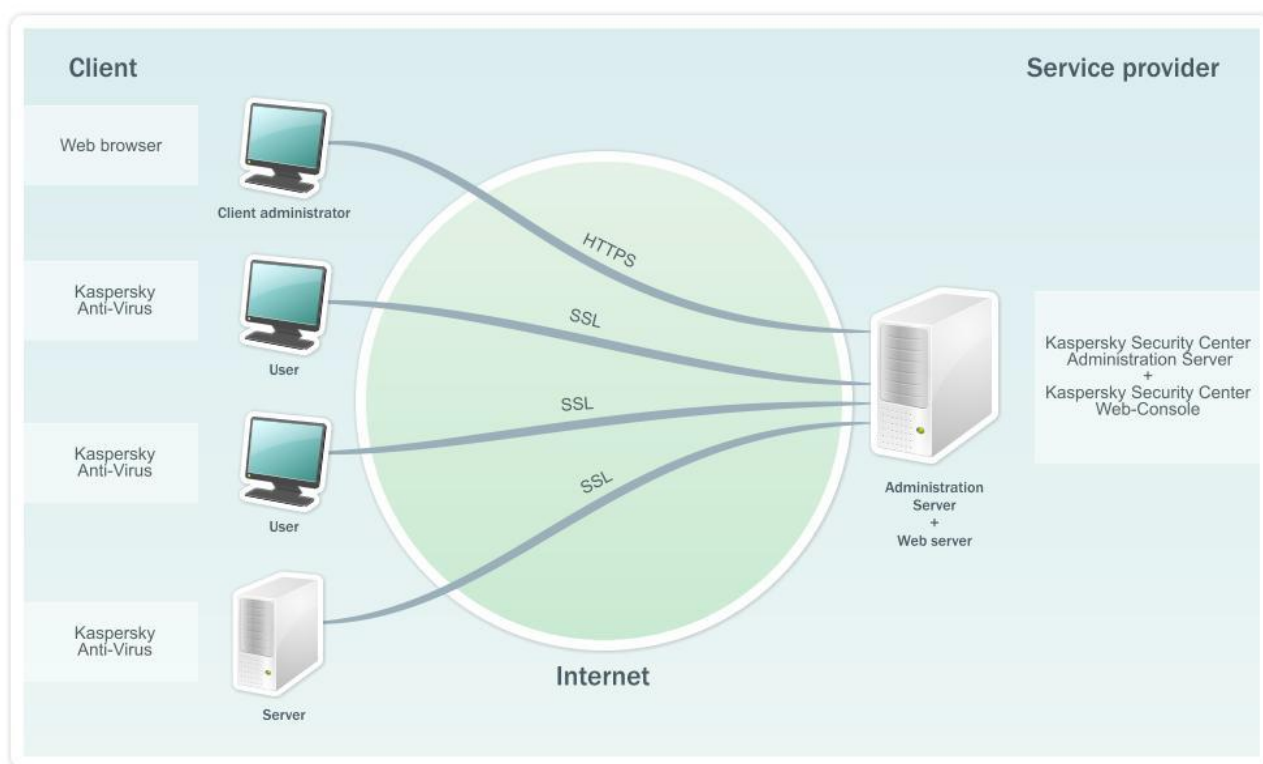 Client
Service provider
Web browser
Client administrator
HTTPS
Kaspersky
Anti-Virus
User
SSL
Kaspersky Security Center
Administration Server
+
Kaspersky Security Center
Web-Console
Kaspersky
Anti-Virus
User
SSL
Administration
Server
+
Web server
Kaspersky
Anti-Virus
Server
SSL
Internet